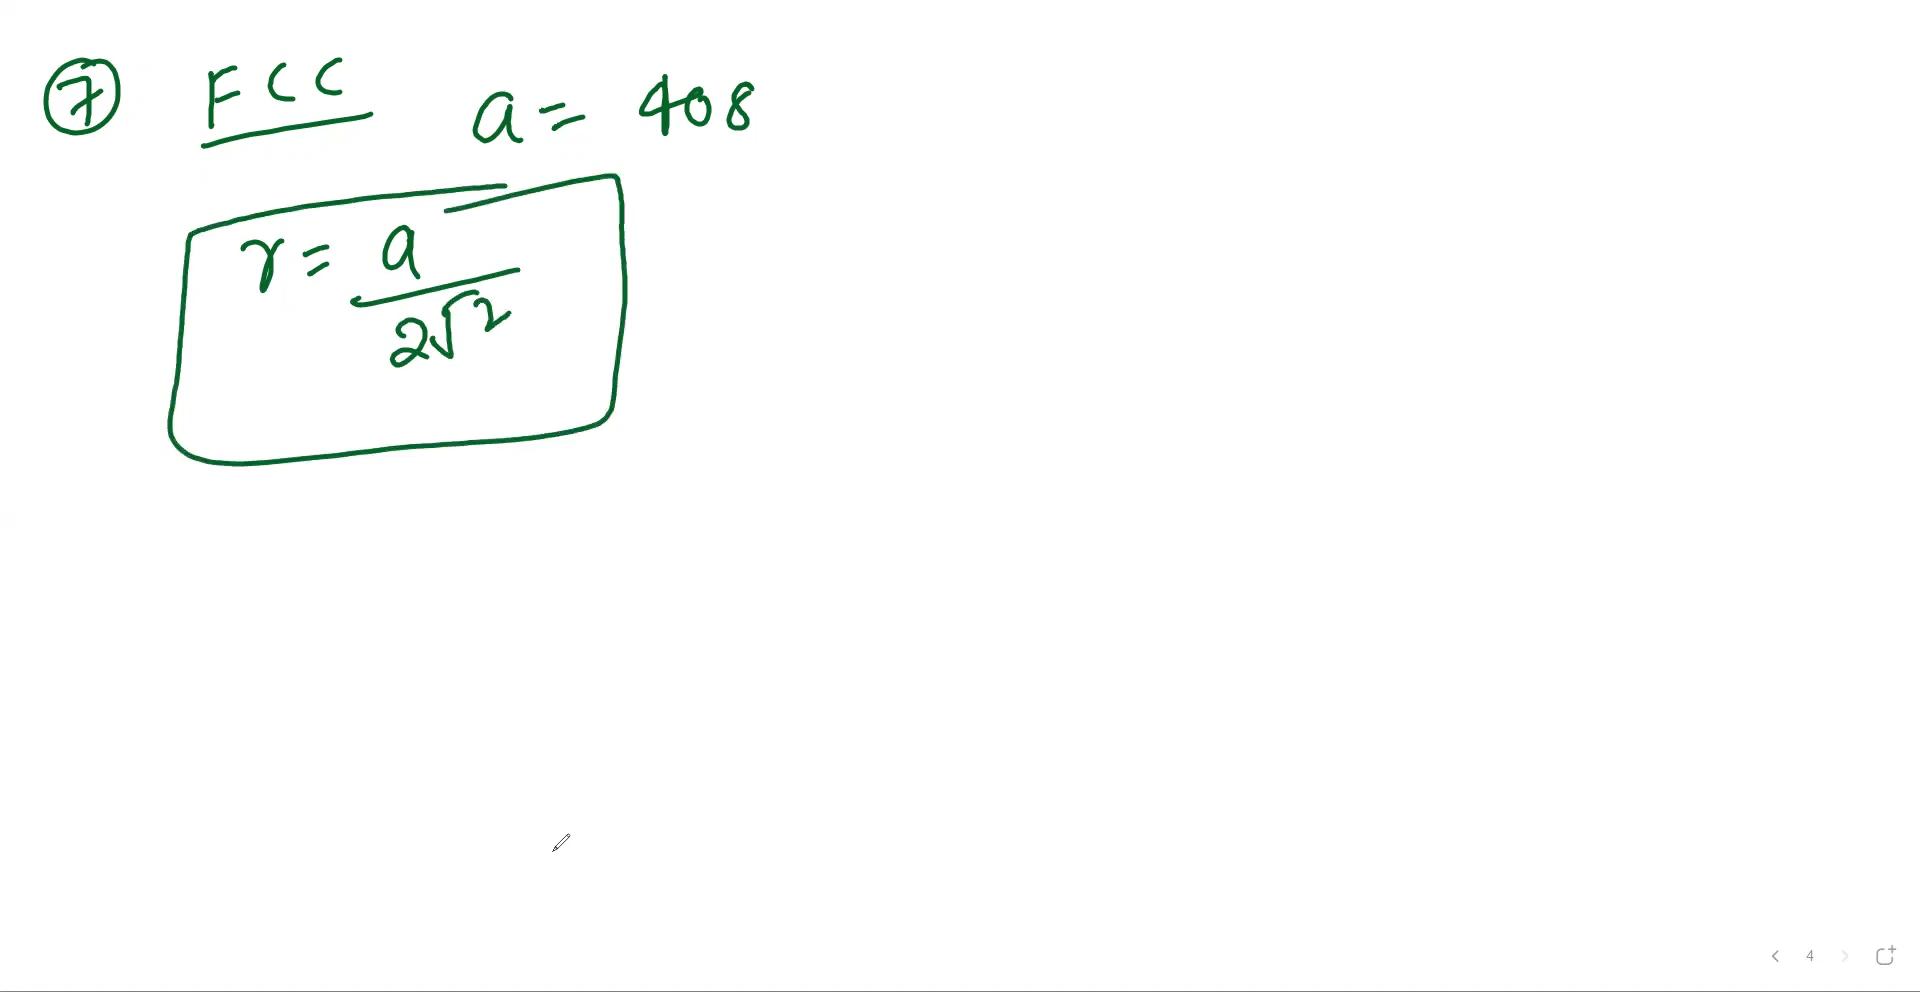 7 FCC a = 408
r = a
2√2
4